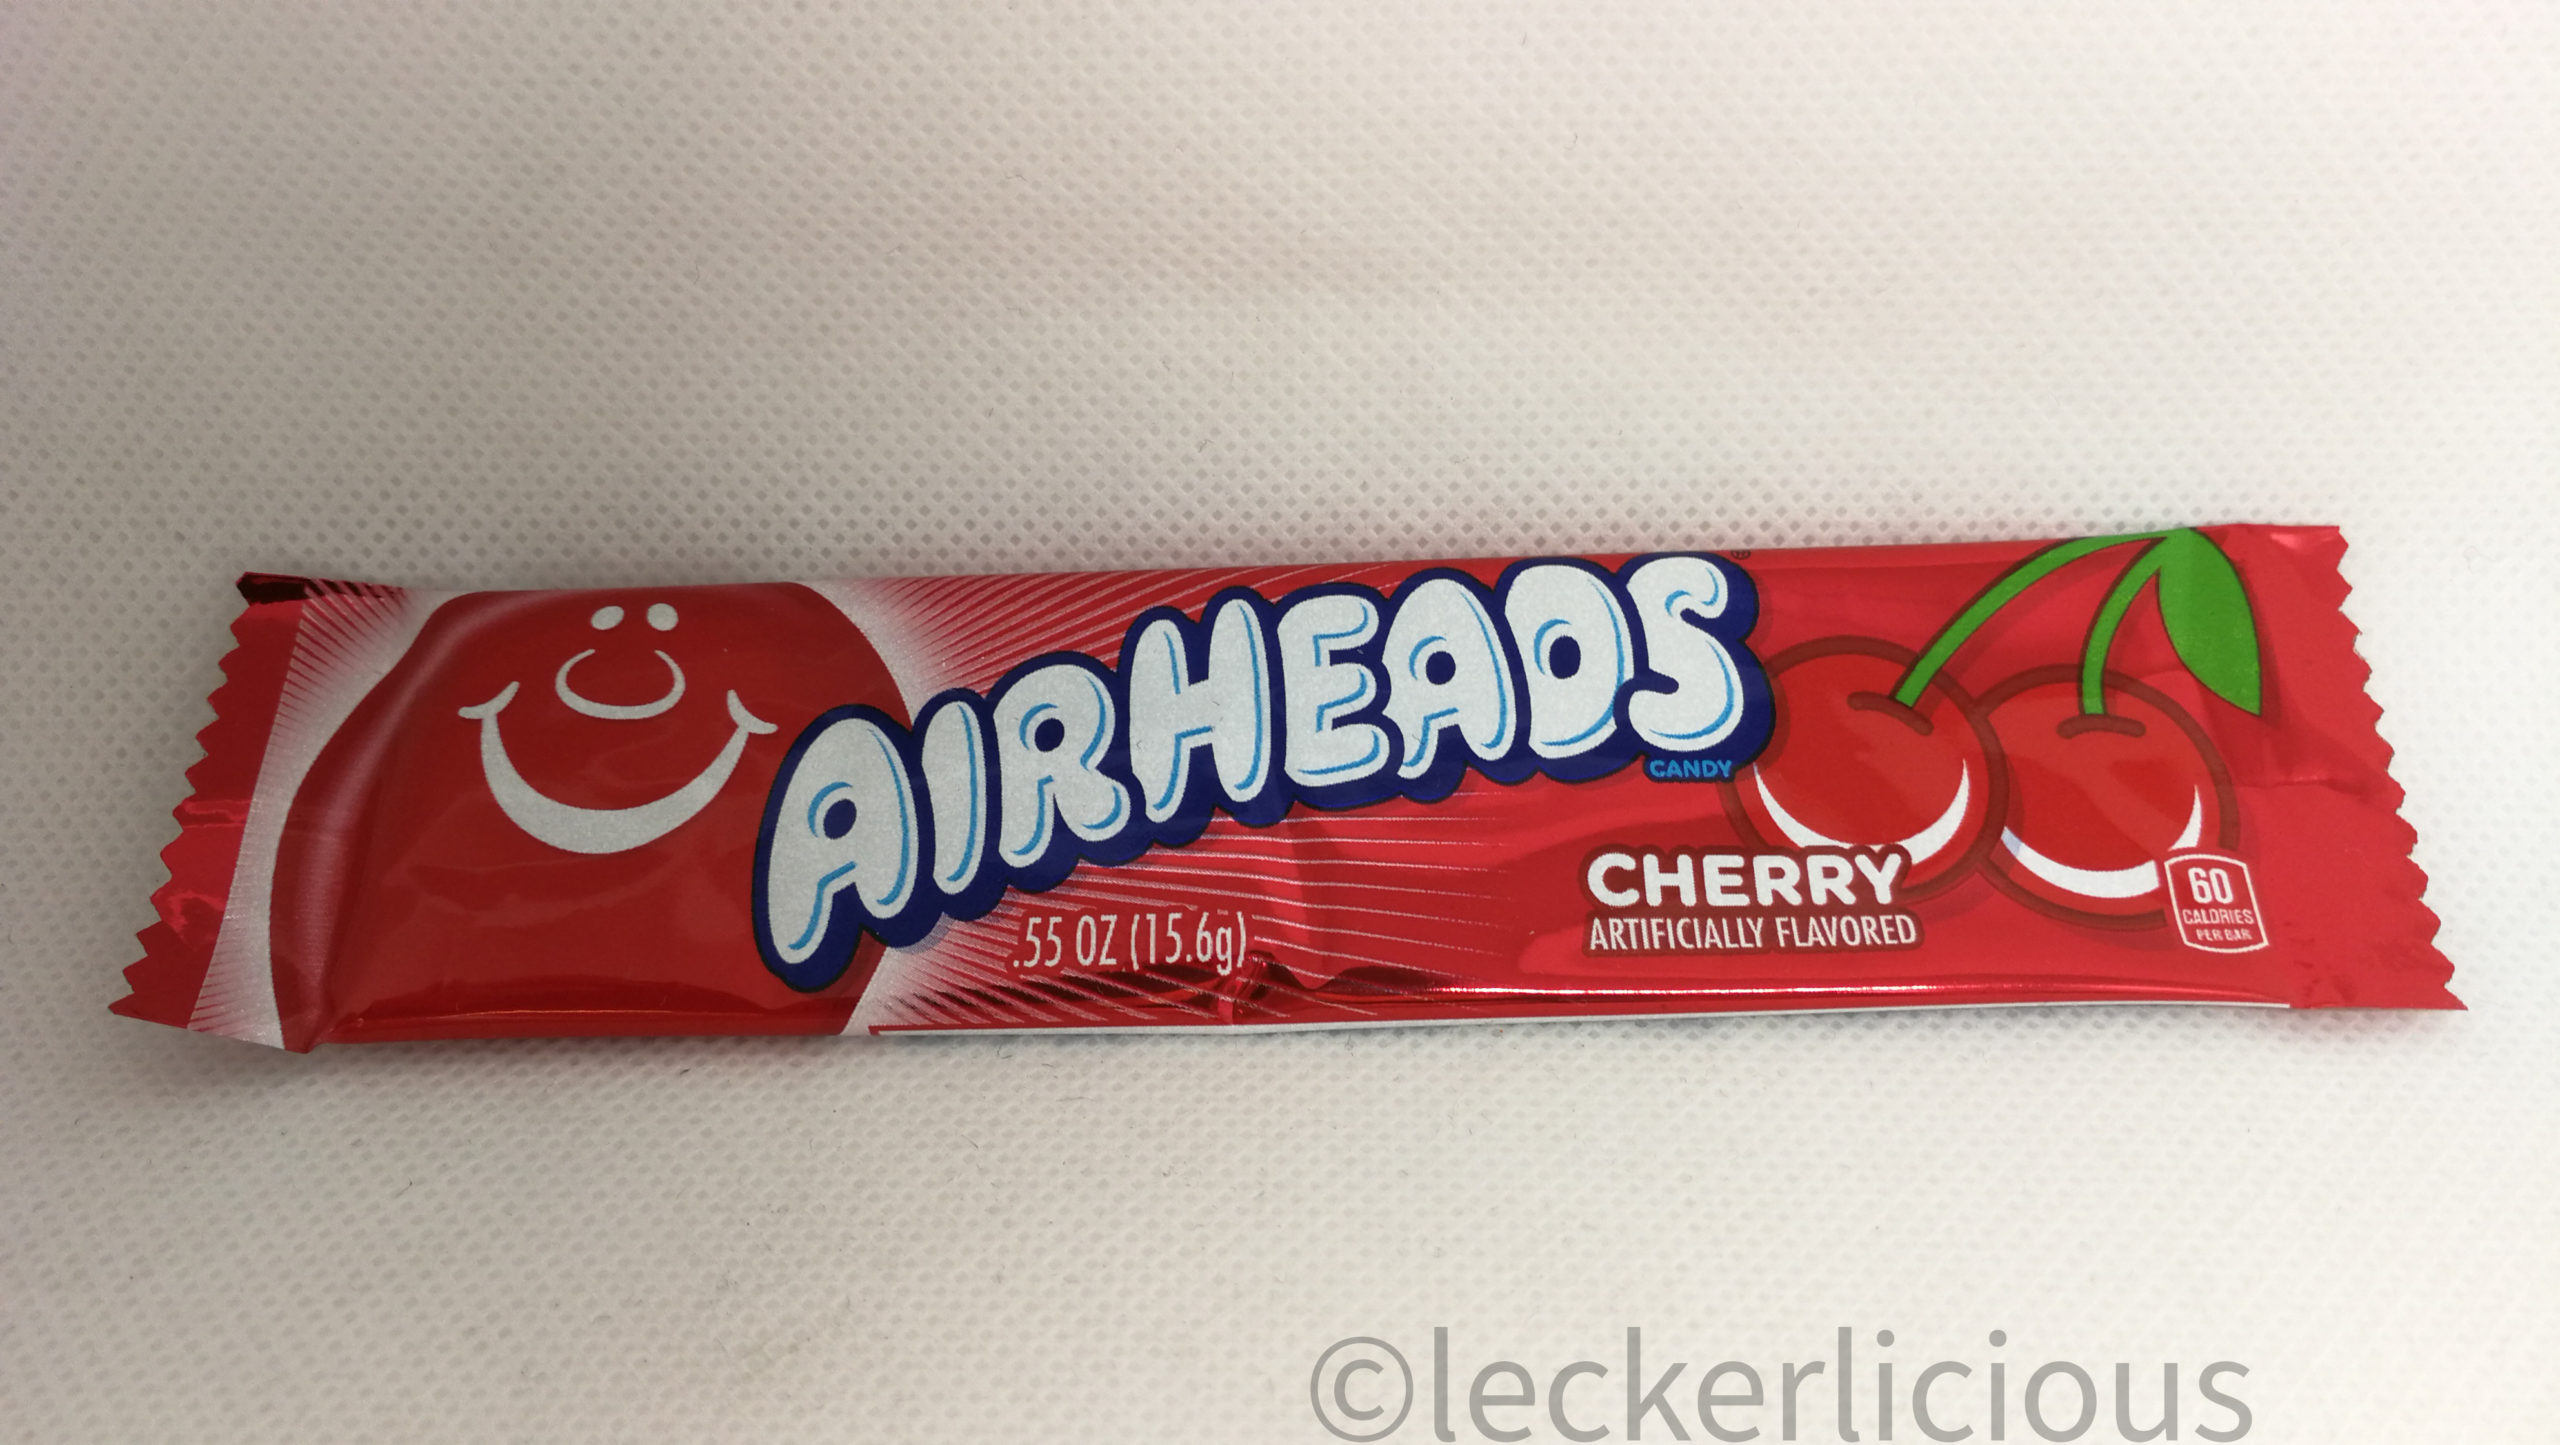 AIRHEADS®
CANDY
CHERRY
ARTIFICIALLY FLAVORED
.55 OZ (15.6g)
60
CALORIES
PER BAR
©leckerlicious